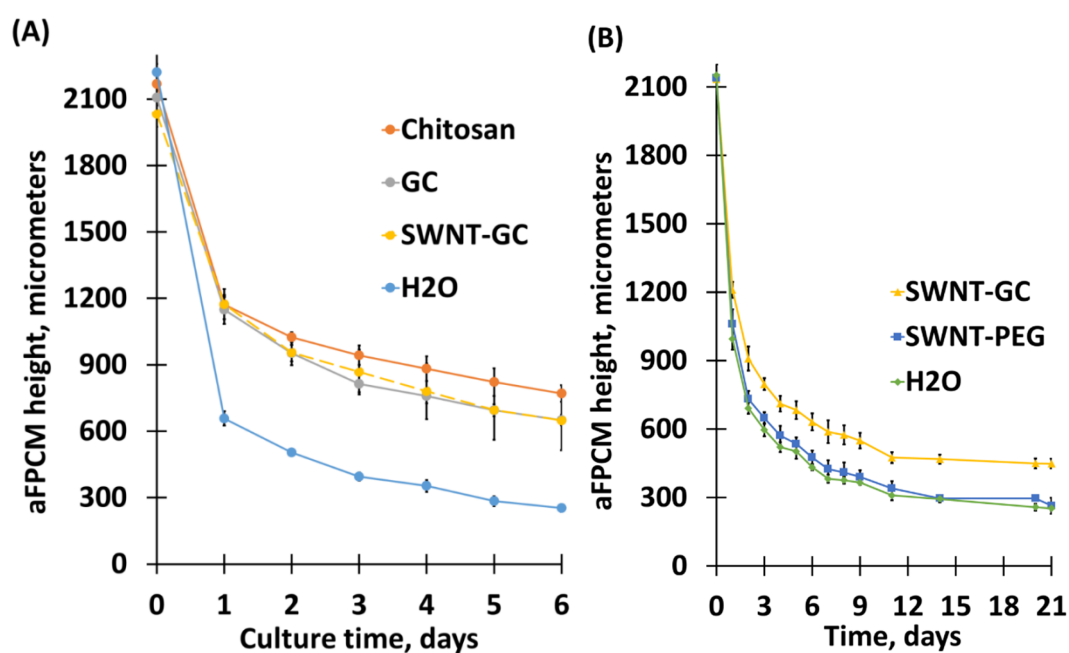 (A)
aFPCM height, micrometers
2100
1800
1500
1200
900
600
300
0
Chitosan
GC
SWNT-GC
H2O
0 1 2 3 4 5 6
Culture time, days
(B)
aFPCM height, micrometers
2100
1800
1500
1200
900
600
300
0
SWNT-GC
SWNT-PEG
H2O
0 3 6 9 12 15 18 21
Time, days